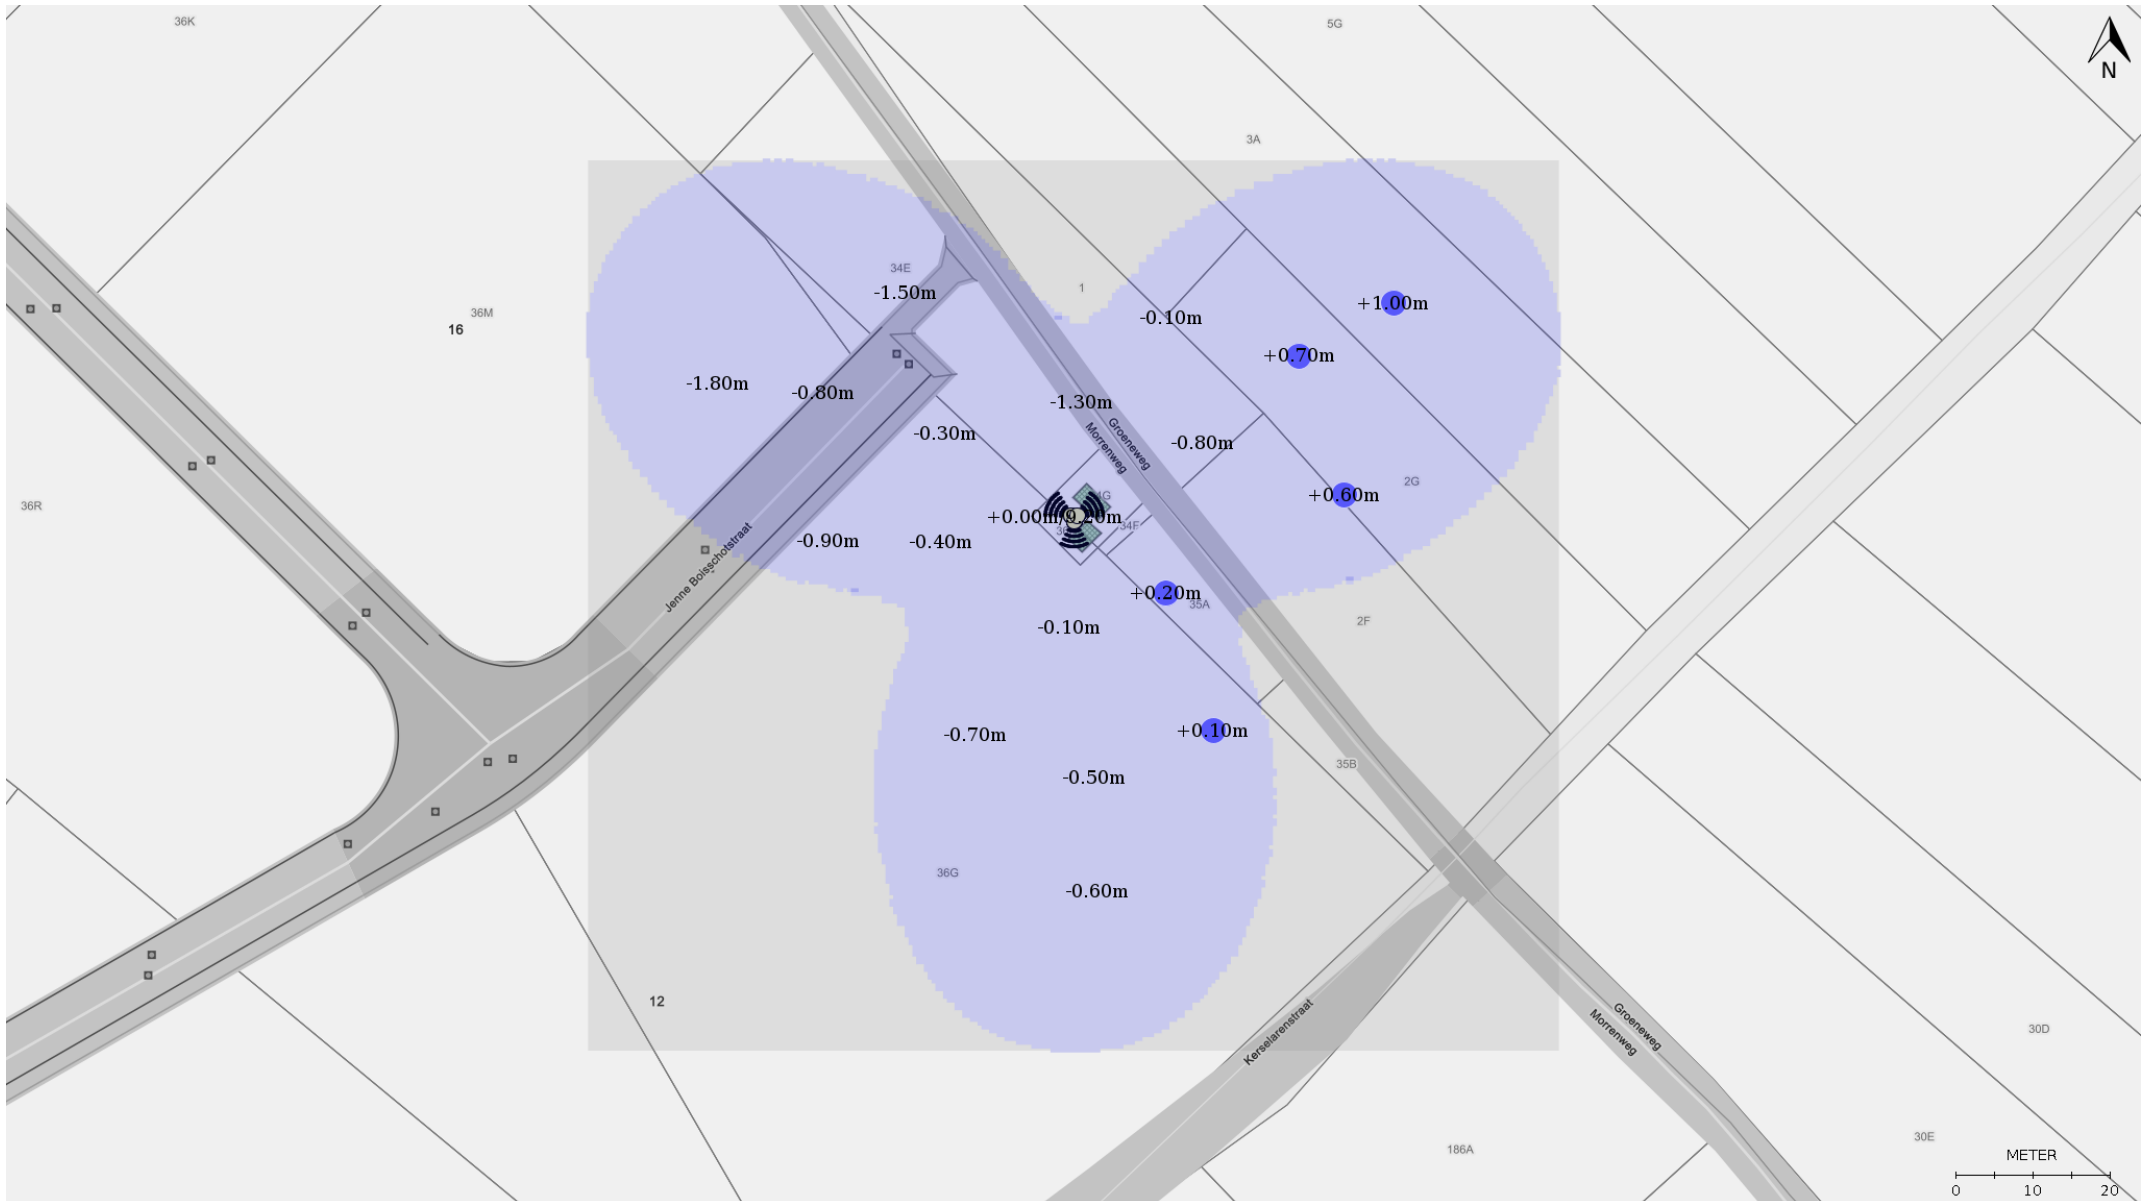 36K
5G
N
3A
34E
1
-1.50m
+1.00m
36M
-0.10m
16
+0.70m
-1.80m
-0.80m
-1.30m
-0.30m
Groeneweg
Morrenweg
-0.80m
2G
+0.60m
36R
34F
-0.90m
-0.40m
Jenne Boisschotstraat
+0.20m
35A
-0.10m
2F
-0.70m
+0.10m
-0.50m
35B
36G
-0.60m
12
Kerselarenstraat
Groeneweg
Morrenweg
30D
30E
186A
METER
0 10 20